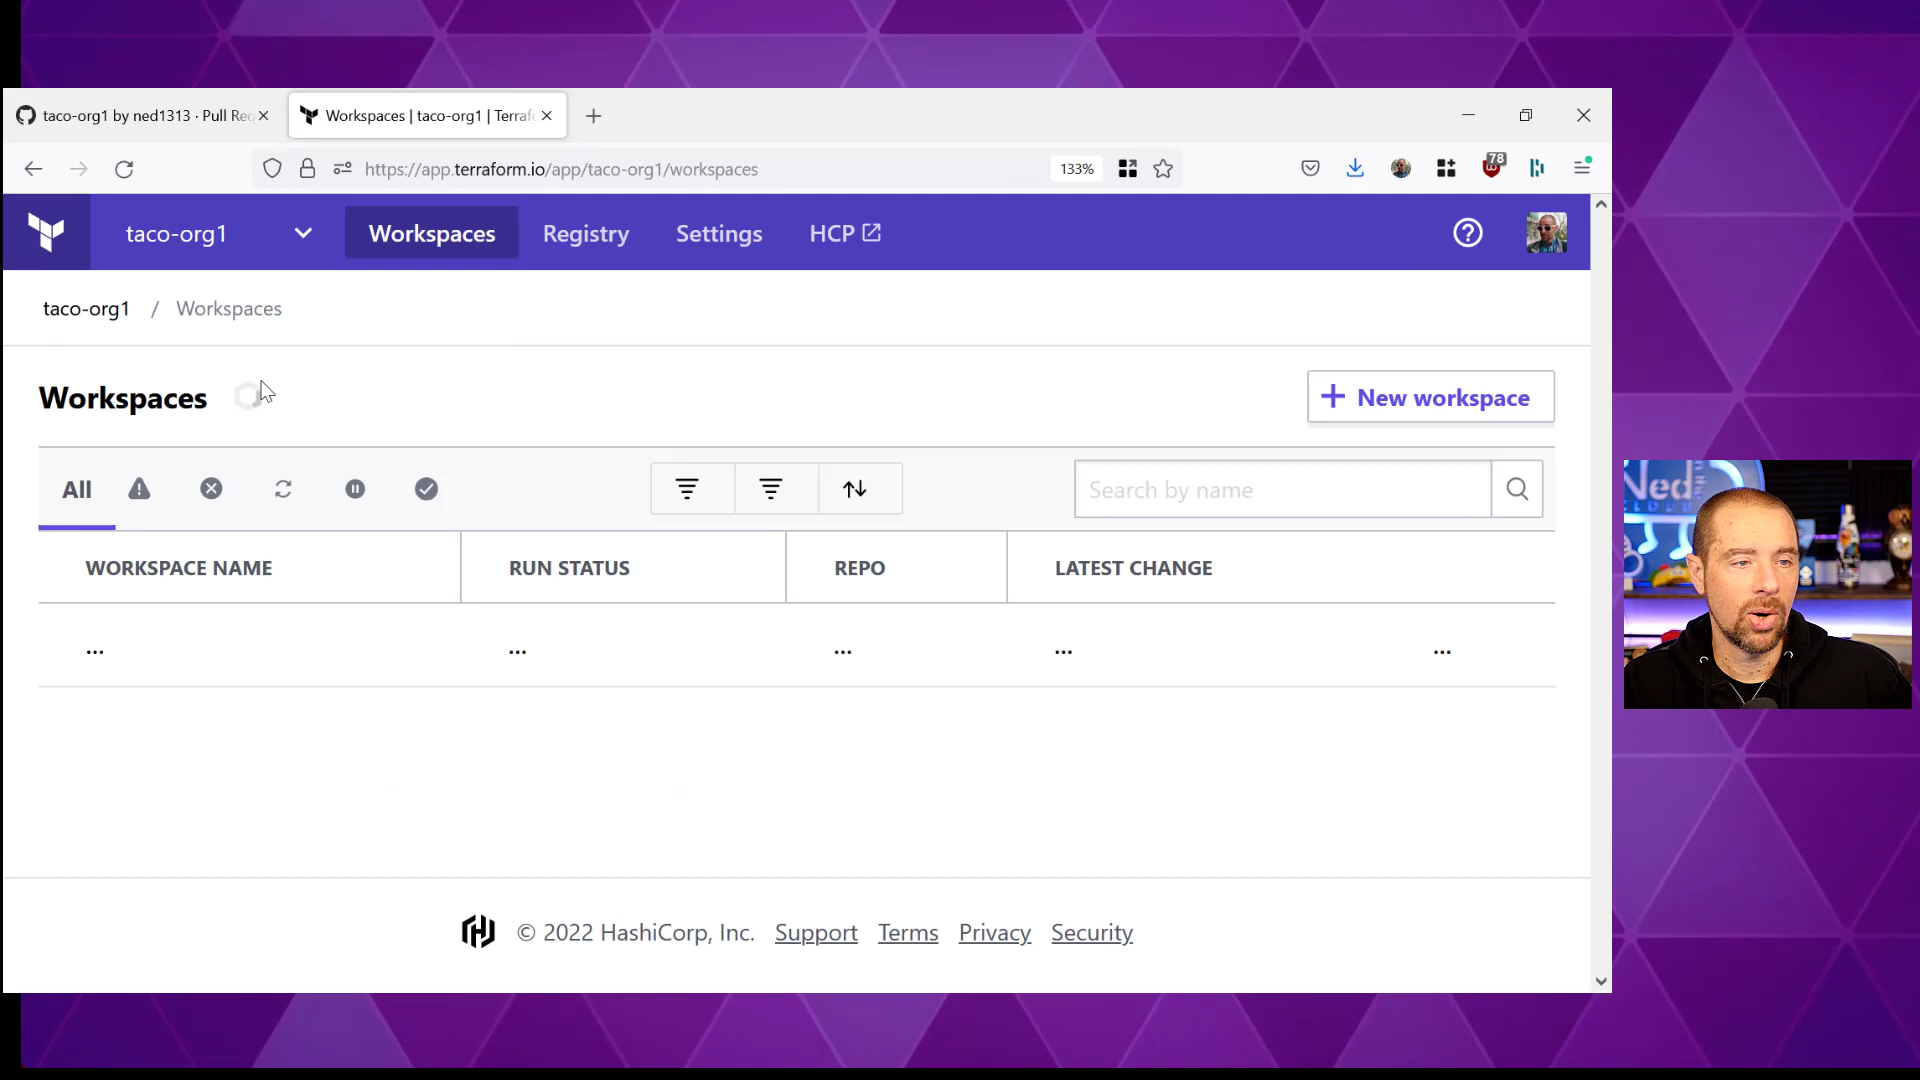 taco-org1 by ned1313 · Pull Req
Workspaces | taco-org1 | Terraf
https://app.terraform.io/app/taco-org1/workspaces
133%
78
taco-org1
Workspaces
Registry
Settings
HCP
taco-org1 / Workspaces
Workspaces
New workspace
All
Search by name
WORKSPACE NAME
RUN STATUS
REPO
LATEST CHANGE
...
...
...
...
...
© 2022 HashiCorp, Inc. Support Terms Privacy Security
Ned